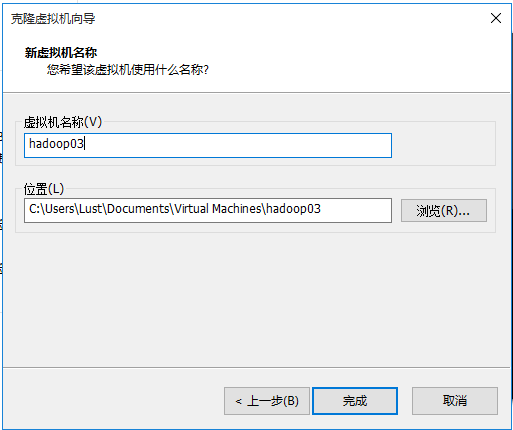 克隆虚拟机向导
新虚拟机名称
您希望该虚拟机使用什么名称?
虚拟机名称(V)
hadoop03
位置(L)
C:\Users\Lust\Documents\Virtual Machines\hadoop03
浏览(R)...
< 上一步(B)
完成
取消